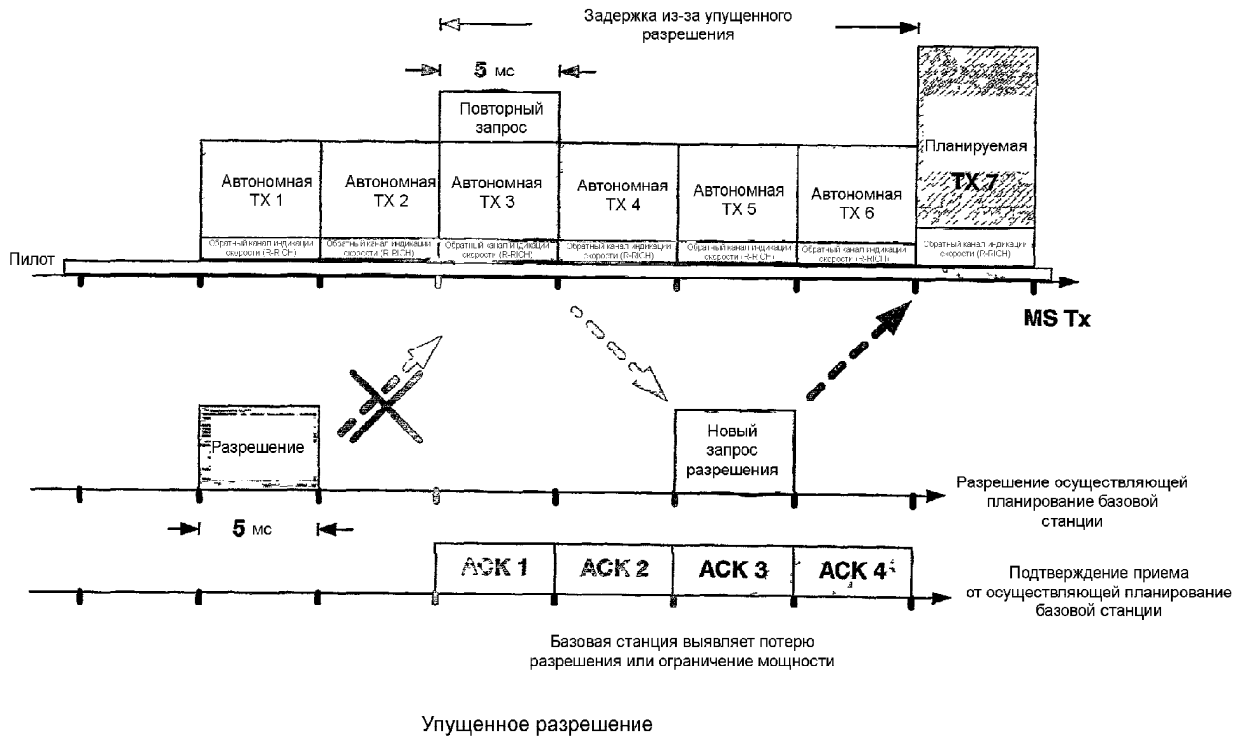 Задержка из-за упущенного
разрешения
5 мс
Повторный
запрос
Автономная
TX 1
Автономная
TX 2
Автономная
TX 3
Автономная
TX 4
Автономная
TX 5
Автономная
TX 6
Планируемая
TX 7
Обратный канал индикации
скорости (R-RICH)
Обратный канал индикации
скорости (R-RICH)
Обратный канал индикации
скорости (R-RICH)
Обратный канал индикации
скорости (R-RICH)
Обратный канал индикации
скорости (R-RICH)
Обратный канал индикации
скорости (R-RICH)
Обратный канал индикации
скорости (R-RICH)
Пилот
MS Tx
Разрешение
Новый
запрос
разрешения
Разрешение осуществляющей
планирование базовой
станции
5 мс
ACK 1
ACK 2
ACK 3
ACK 4
Подтверждение приема
от осуществляющей планирование
базовой станции
Базовая станция выявляет потерю
разрешения или ограничение мощности
Упущенное разрешение